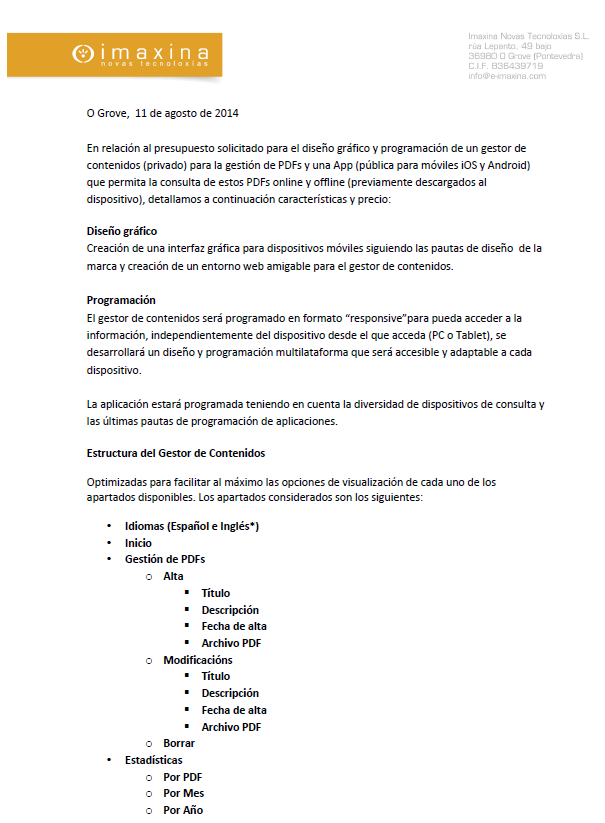 imaxina
novas tecnoloxías
Imaxina Novas Tecnoloxías S.L.
rúa Lepanto, 49 bajo
36980 O Grove (Pontevedra)
C.I.F. B36439719
info@e-imaxina.com
O Grove, 11 de agosto de 2014
En relación al presupuesto solicitado para el diseño gráfico y programación de un gestor de
contenidos (privado) para la gestión de PDFs y una App (pública para móviles iOS y Android)
que permita la consulta de estos PDFs online y offline (previamente descargados al
dispositivo), detallamos a continuación características y precio:
Diseño gráfico
Creación de una interfaz gráfica para dispositivos móviles siguiendo las pautas de diseño de la
marca y creación de un entorno web amigable para el gestor de contenidos.
Programación
El gestor de contenidos será programado en formato “responsive”para pueda acceder a la
información, independientemente del dispositivo desde el que acceda (PC o Tablet), se
desarrollará un diseño y programación multilataforma que será accesible y adaptable a cada
dispositivo.
La aplicación estará programada teniendo en cuenta la diversidad de dispositivos de consulta y
las últimas pautas de programación de aplicaciones.
Estructura del Gestor de Contenidos
Optimizadas para facilitar al máximo las opciones de visualización de cada uno de los
apartados disponibles. Los apartados considerados son los siguientes:
• Idiomas (Español e Inglés*)
• Inicio
• Gestión de PDFs
o Alta
▪ Título
▪ Descripción
▪ Fecha de alta
▪ Archivo PDF
o Modificacións
▪ Título
▪ Descripción
▪ Fecha de alta
▪ Archivo PDF
o Borrar
• Estadísticas
o Por PDF
o Por Mes
o Por Año